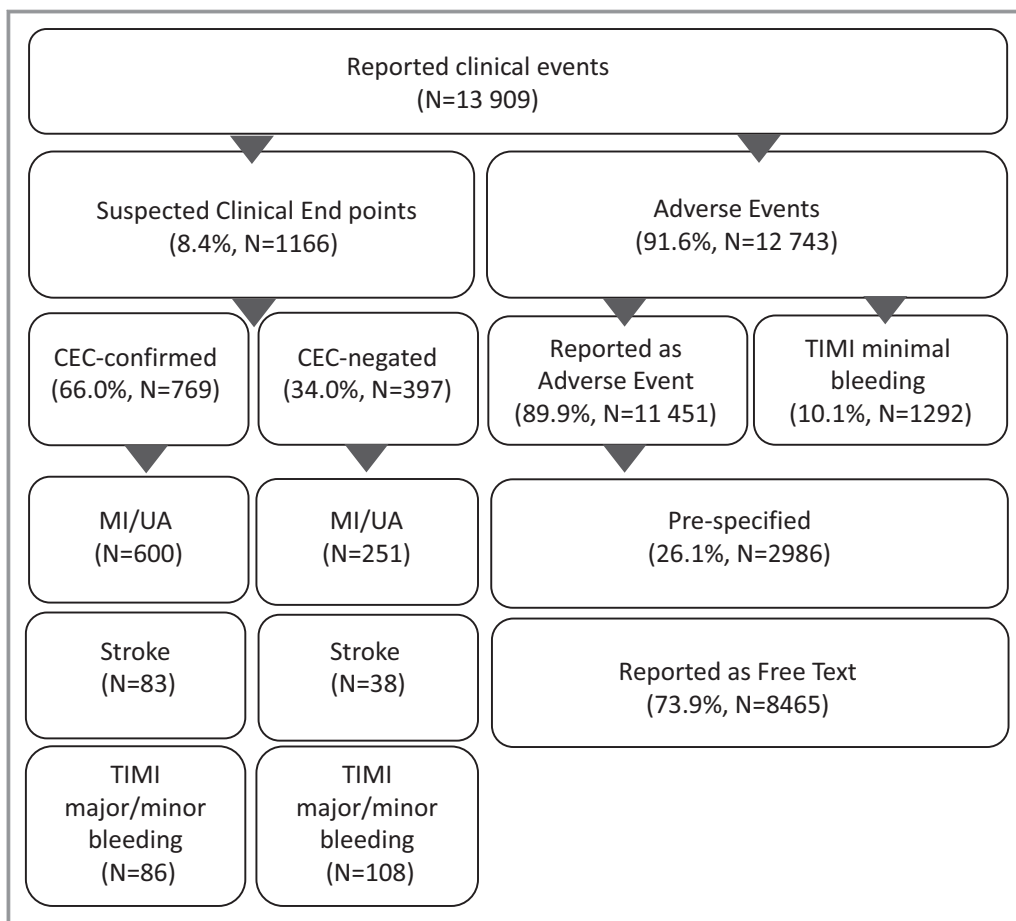 Reported clinical events
(N=13 909)
Suspected Clinical End points
(8.4%, N=1166)
Adverse Events
(91.6%, N=12 743)
CEC-confirmed
(66.0%, N=769)
CEC-negated
(34.0%, N=397)
Reported as
Adverse Event
(89.9%, N=11 451)
TIMI minimal
bleeding
(10.1%, N=1292)
MI/UA
(N=600)
MI/UA
(N=251)
Pre-specified
(26.1%, N=2986)
Stroke
(N=83)
Stroke
(N=38)
Reported as Free Text
(73.9%, N=8465)
TIMI
major/minor
bleeding
(N=86)
TIMI
major/minor
bleeding
(N=108)